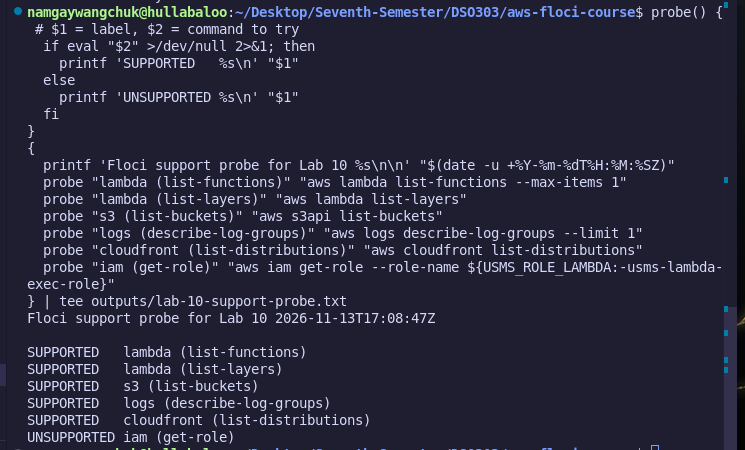 namgaywangchuk@hullabaloo:~/Desktop/Seventh-Semester/DSO303/aws-floci-course$ probe() {
 # $1 = label, $2 = command to try
  if eval "$2" >/dev/null 2>&1; then
    printf 'SUPPORTED   %s\n' "$1"
  else
    printf 'UNSUPPORTED %s\n' "$1"
  fi
}
{
  printf 'Floci support probe for Lab 10 %s\n\n' "$(date -u +%Y-%m-%dT%H:%M:%SZ)"
  probe "lambda (list-functions)" "aws lambda list-functions --max-items 1"
  probe "lambda (list-layers)" "aws lambda list-layers"
  probe "s3 (list-buckets)" "aws s3api list-buckets"
  probe "logs (describe-log-groups)" "aws logs describe-log-groups --limit 1"
  probe "cloudfront (list-distributions)" "aws cloudfront list-distributions"
  probe "iam (get-role)" "aws iam get-role --role-name ${USMS_ROLE_LAMBDA:-usms-lambda-
exec-role}"
} | tee outputs/lab-10-support-probe.txt
Floci support probe for Lab 10 2026-11-13T17:08:47Z

SUPPORTED   lambda (list-functions)
SUPPORTED   lambda (list-layers)
SUPPORTED   s3 (list-buckets)
SUPPORTED   logs (describe-log-groups)
SUPPORTED   cloudfront (list-distributions)
UNSUPPORTED iam (get-role)